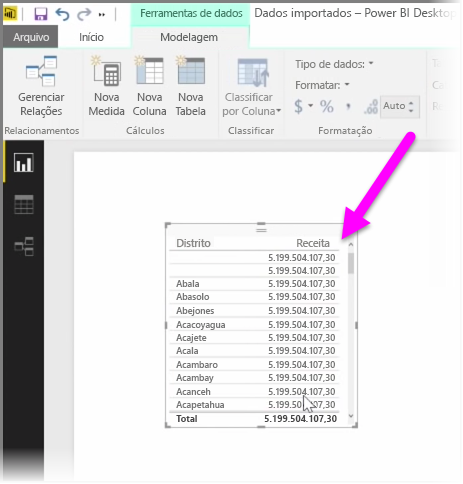 Ferramentas de dados Dados importados – Power BI Desktop
Arquivo Início Modelagem
Gerenciar Relações
Nova Medida
Nova Coluna
Nova Tabela
Classificar por Coluna
Tipo de dados:
Formatar:
$ % , .00 Auto
Relacionamentos Cálculos Classificar Formatação
Distrito Receita
5.199.504.107,30
5.199.504.107,30
Abala 5.199.504.107,30
Abasolo 5.199.504.107,30
Abejones 5.199.504.107,30
Acacoyagua 5.199.504.107,30
Acajete 5.199.504.107,30
Acala 5.199.504.107,30
Acambaro 5.199.504.107,30
Acambay 5.199.504.107,30
Acanceh 5.199.504.107,30
Acapetahua 5.199.504.107,30
Total 5.199.504.107,30